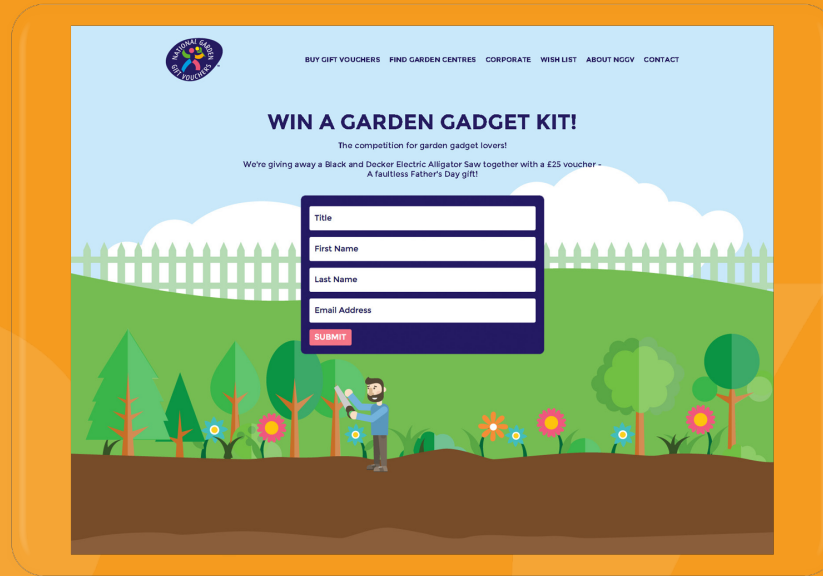 NATIONAL GARDEN
GIFT VOUCHERS
BUY GIFT VOUCHERS FIND GARDEN CENTRES CORPORATE WISH LIST ABOUT NGGV CONTACT
WIN A GARDEN GADGET KIT!
The competition for garden gadget lovers!
We're giving away a Black and Decker Electric Alligator Saw together with a £25 voucher -
A faultless Father's Day gift!
Title
First Name
Last Name
Email Address
SUBMIT